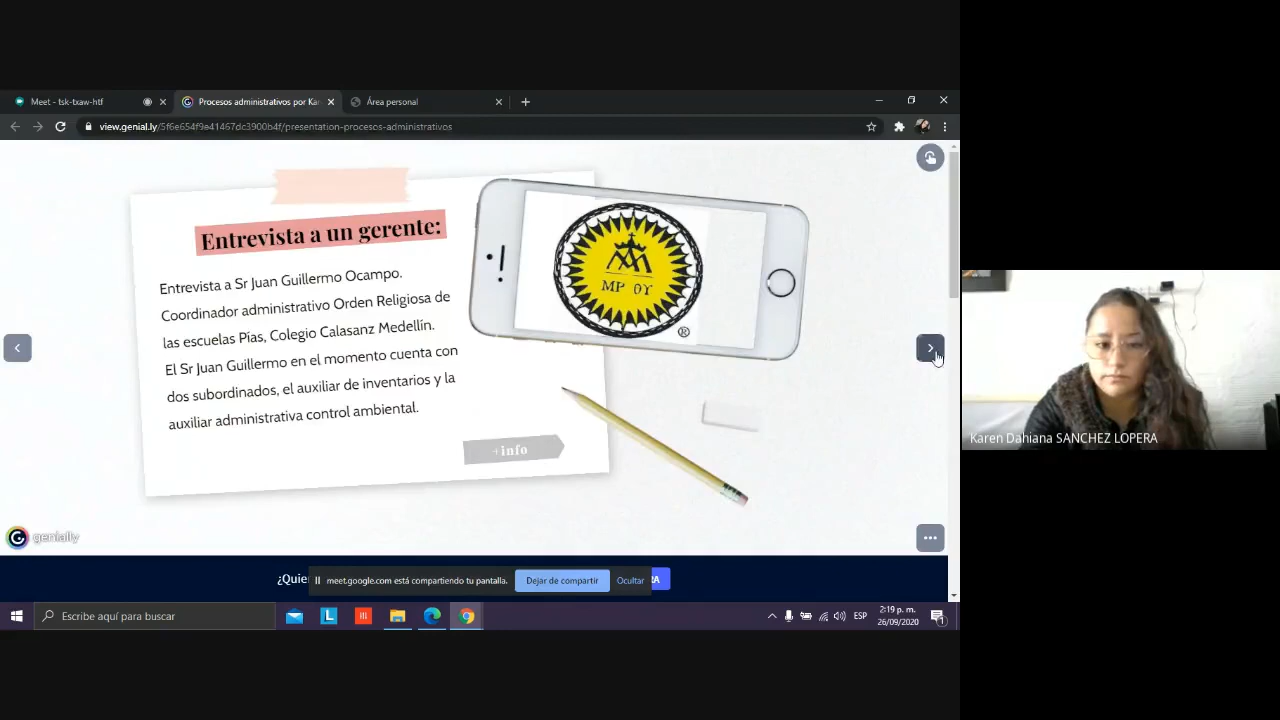 Meet - tsk-txaw-htf
Procesos administrativos por Kar
Área personal
view.genial.ly/5f6e654f9e41467dc3900b4f/presentation-procesos-administrativos
Entrevista a un gerente:
Entrevista a Sr Juan Guillermo Ocampo.
Coordinador administrativo Orden Religiosa de
las escuelas Pías, Colegio Calasanz Medellín.
El Sr Juan Guillermo en el momento cuenta con
dos subordinados, el auxiliar de inventarios y la
auxiliar administrativa control ambiental.
+info
MP ΘΥ
®
Karen Dahiana SANCHEZ LOPERA
genially
¿Quie
meet.google.com está compartiendo tu pantalla.
Dejar de compartir
Ocultar
RA
Escribe aquí para buscar
ESP
2:19 p. m.
26/09/2020